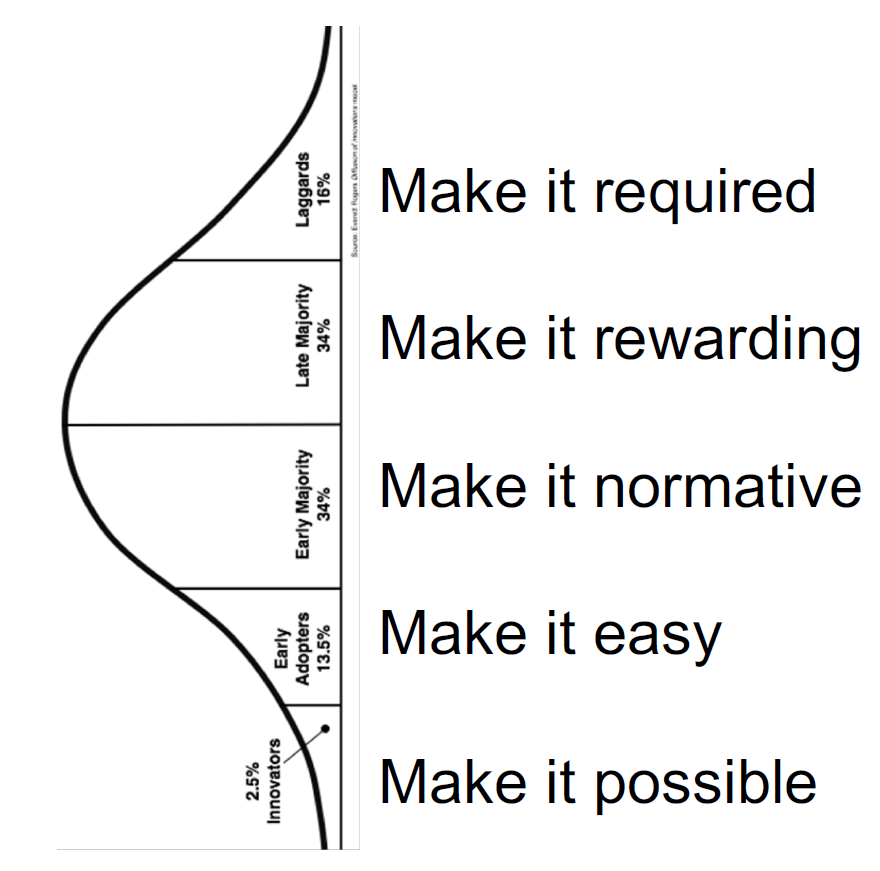 Laggards
16%
Source: Everett Rogers Diffusion of Innovations model
Make it required
Late Majority
34%
Make it rewarding
Early Majority
34%
Make it normative
Early
Adopters
13.5%
Make it easy
2.5%
Innovators
Make it possible